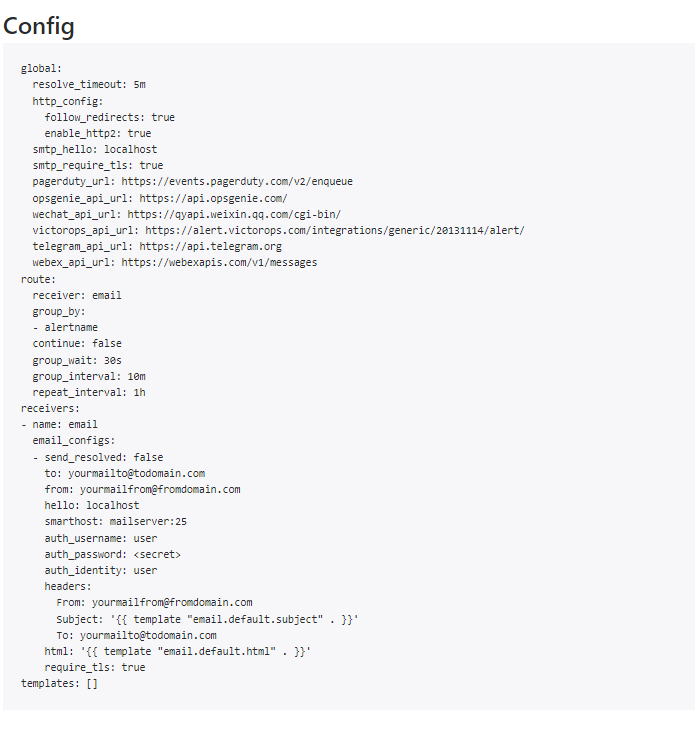 Config
global:
  resolve_timeout: 5m
  http_config:
    follow_redirects: true
    enable_http2: true
  smtp_hello: localhost
  smtp_require_tls: true
  pagerduty_url: https://events.pagerduty.com/v2/enqueue
  opsgenie_api_url: https://api.opsgenie.com/
  wechat_api_url: https://qyapi.weixin.qq.com/cgi-bin/
  victorops_api_url: https://alert.victorops.com/integrations/generic/20131114/alert/
  telegram_api_url: https://api.telegram.org
  webex_api_url: https://webexapis.com/v1/messages
route:
  receiver: email
  group_by:
  - alertname
  continue: false
  group_wait: 30s
  group_interval: 10m
  repeat_interval: 1h
receivers:
- name: email
  email_configs:
  - send_resolved: false
    to: yourmailto@todomain.com
    from: yourmailfrom@fromdomain.com
    hello: localhost
    smarthost: mailserver:25
    auth_username: user
    auth_password: <secret>
    auth_identity: user
    headers:
      From: yourmailfrom@fromdomain.com
      Subject: '{{ template "email.default.subject" . }}'
      To: yourmailto@todomain.com
    html: '{{ template "email.default.html" . }}'
    require_tls: true
templates: []